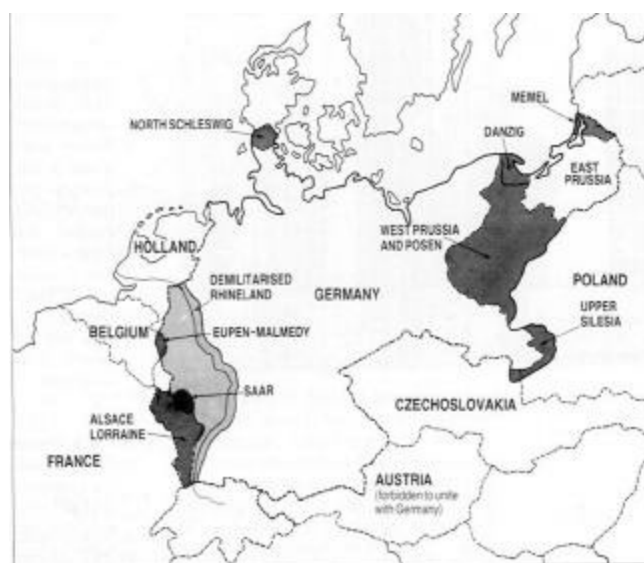 MEMEL
NORTH SCHLESWIG
DANZIG
EAST
PRUSSIA
WEST PRUSSIA
AND POSEN
HOLLAND
DEMILITARISED
RHINELAND
GERMANY
POLAND
BELGIUM
EUPEN-MALMEDY
UPPER
SILESIA
SAAR
CZECHOSLOVAKIA
ALSACE
LORRAINE
FRANCE
AUSTRIA
(forbidden to unite
with Germany)